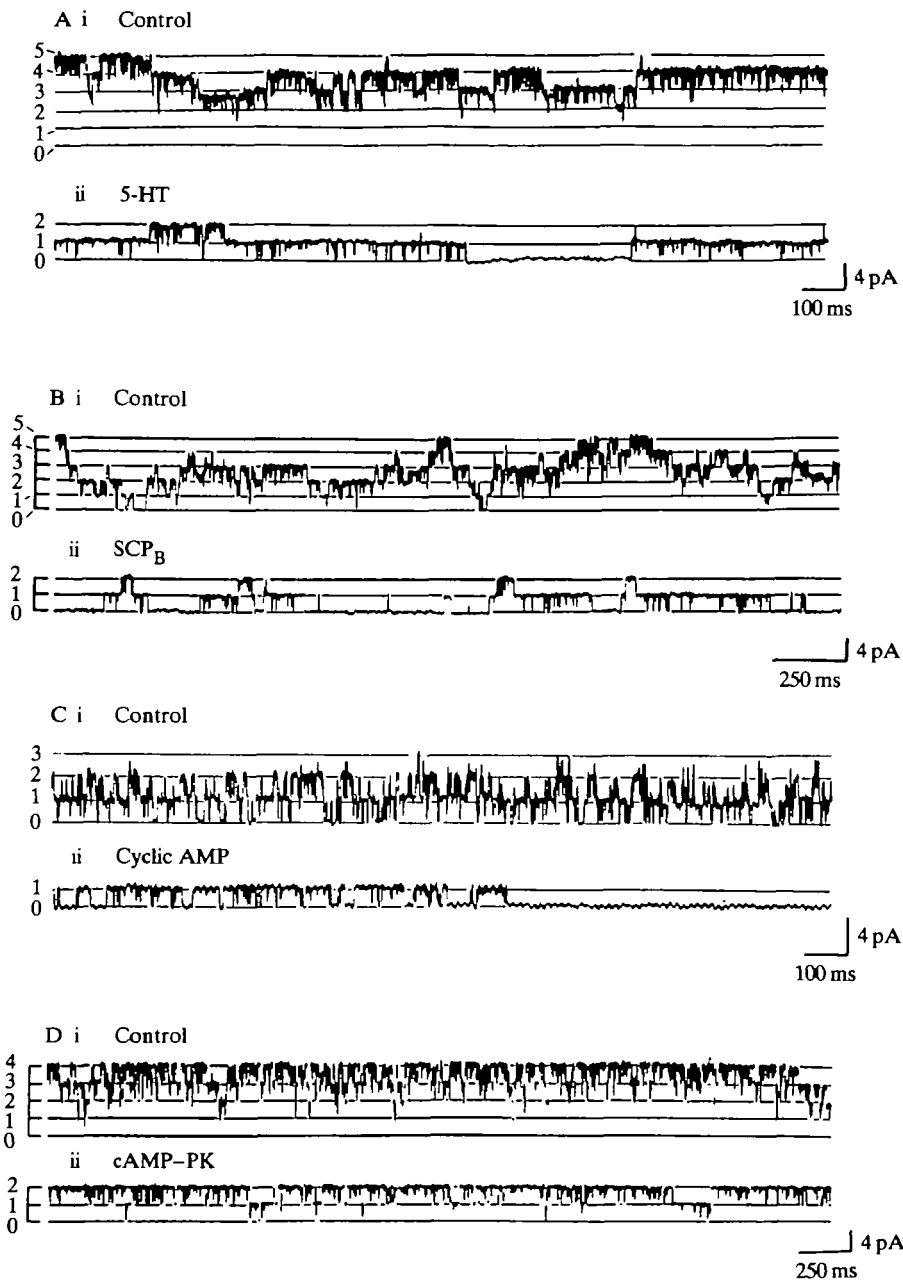 A i Control
5
4
3
2
1
0
ii 5-HT
2
1
0
4 pA
100 ms
B i Control
5
4
3
2
1
0
ii SCPB
2
1
0
4 pA
250 ms
C i Control
3
2
1
0
ii Cyclic AMP
1
0
4 pA
100 ms
D i Control
4
3
2
1
0
ii cAMP–PK
2
1
0
4 pA
250 ms